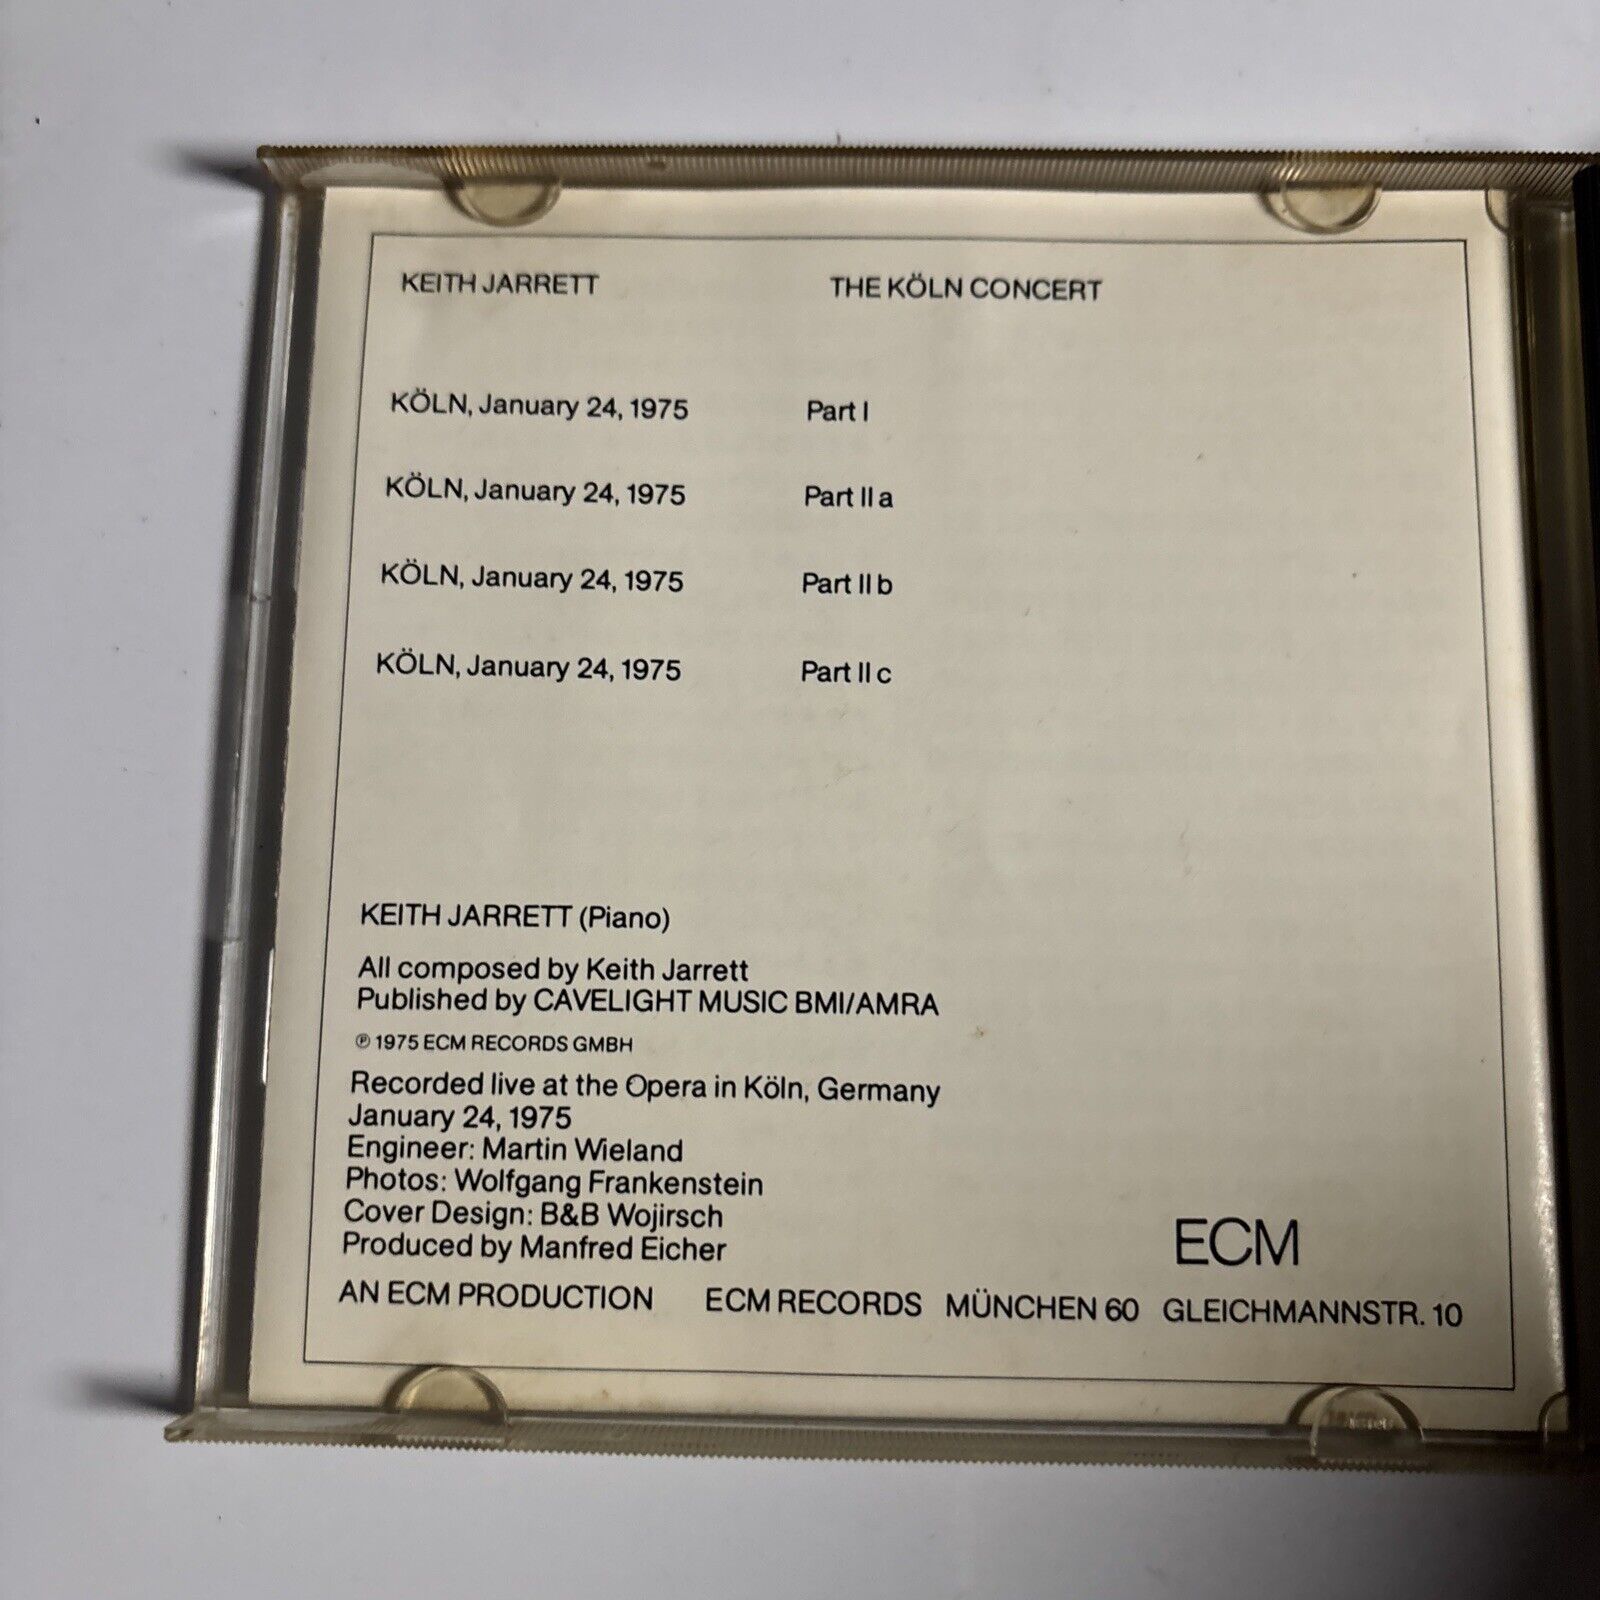 KEITH JARRETT THE KÖLN CONCERT
KÖLN, January 24, 1975 Part I
KÖLN, January 24, 1975 Part II a
KÖLN, January 24, 1975 Part II b
KÖLN, January 24, 1975 Part II c
KEITH JARRETT (Piano)
All composed by Keith Jarrett
Published by CAVELIGHT MUSIC BMI/AMRA
℗ 1975 ECM RECORDS GMBH
Recorded live at the Opera in Köln, Germany
January 24, 1975
Engineer: Martin Wieland
Photos: Wolfgang Frankenstein
Cover Design: B&B Wojirsch
Produced by Manfred Eicher
ECM
AN ECM PRODUCTION ECM RECORDS MÜNCHEN 60 GLEICHMANNSTR. 10